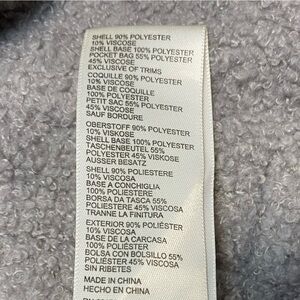 SHELL 90% POLYESTER
10% VISCOSE
SHELL BASE 100% POLYESTER
POCKET BAG 55% POLYESTER
45% VISCOSE
EXCLUSIVE OF TRIMS
COQUILLE 90% POLYESTER
10% VISCOSE
BASE DE COQUILLE
100% POLYESTER
PETIT SAC 55% POLYESTER
45% VISCOSE
SAUF BORDURE
OBERSTOFF 90% POLYESTER
10% VISKOSE
SHELL BASE 100% POLYESTER
TASCHENBEUTEL 55%
POLYESTER 45% VISKOSE
AUSSER BESATZ
SHELL 90% POLIESTERE
10% VISCOSA
BASE A CONCHIGLIA
100% POLIESTERE
BORSA DA TASCA 55%
POLIESTERE 45% VISCOSA
TRANNE LA FINITURA
EXTERIOR 90% POLIÉSTER
10% VISCOSA
BASE DE LA CARCASA
100% POLIÉSTER
BOLSA CON BOLSILLO 55%
POLIÉSTER 45% VISCOSA
SIN RIBETES
MADE IN CHINA
HECHO EN CHINA